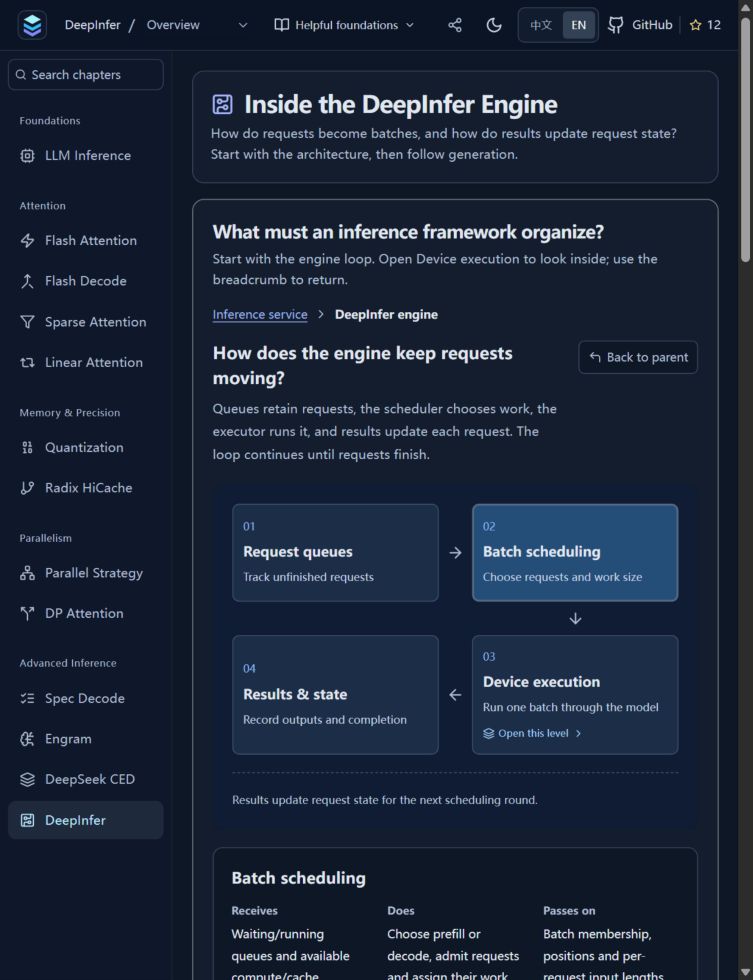 DeepInfer / Overview
Helpful foundations
中文 EN
GitHub
12
Search chapters
Foundations
LLM Inference
Attention
Flash Attention
Flash Decode
Sparse Attention
Linear Attention
Memory & Precision
Quantization
Radix HiCache
Parallelism
Parallel Strategy
DP Attention
Advanced Inference
Spec Decode
Engram
DeepSeek CED
DeepInfer
Inside the DeepInfer Engine
How do requests become batches, and how do results update request state?
Start with the architecture, then follow generation.
What must an inference framework organize?
Start with the engine loop. Open Device execution to look inside; use the
breadcrumb to return.
Inference service > DeepInfer engine
How does the engine keep requests
moving?
Back to parent
Queues retain requests, the scheduler chooses work, the
executor runs it, and results update each request. The
loop continues until requests finish.
01
Request queues
Track unfinished requests
02
Batch scheduling
Choose requests and work size
03
Device execution
Run one batch through the model
Open this level
04
Results & state
Record outputs and completion
Results update request state for the next scheduling round.
Batch scheduling
Receives
Waiting/running
queues and available
compute/cache
Does
Choose prefill or
decode, admit requests
and assign their work
Passes on
Batch membership,
positions and per-
request input lengths